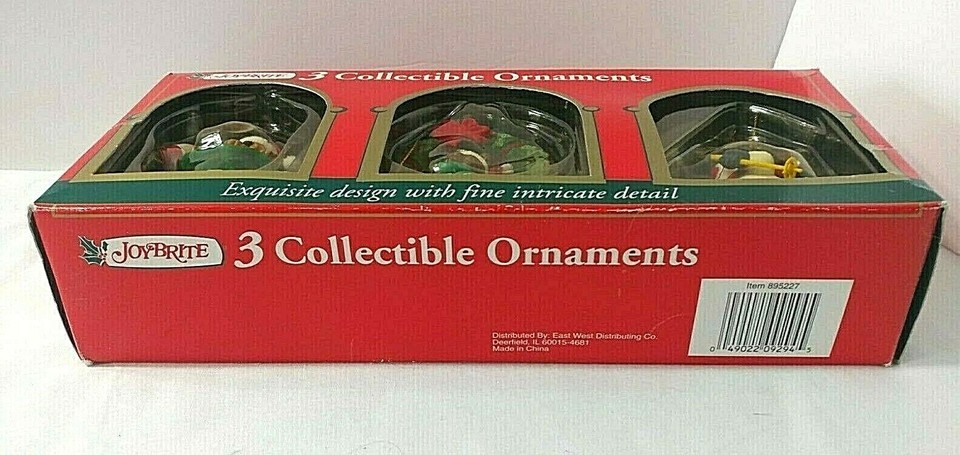 JOYBRITE 3 Collectible Ornaments
Exquisite design with fine intricate detail
JOYBRITE 3 Collectible Ornaments
Item 895227
0 49022 09294 5
Distributed By: East West Distributing Co.
Deerfield, IL 60015-4681
Made in China